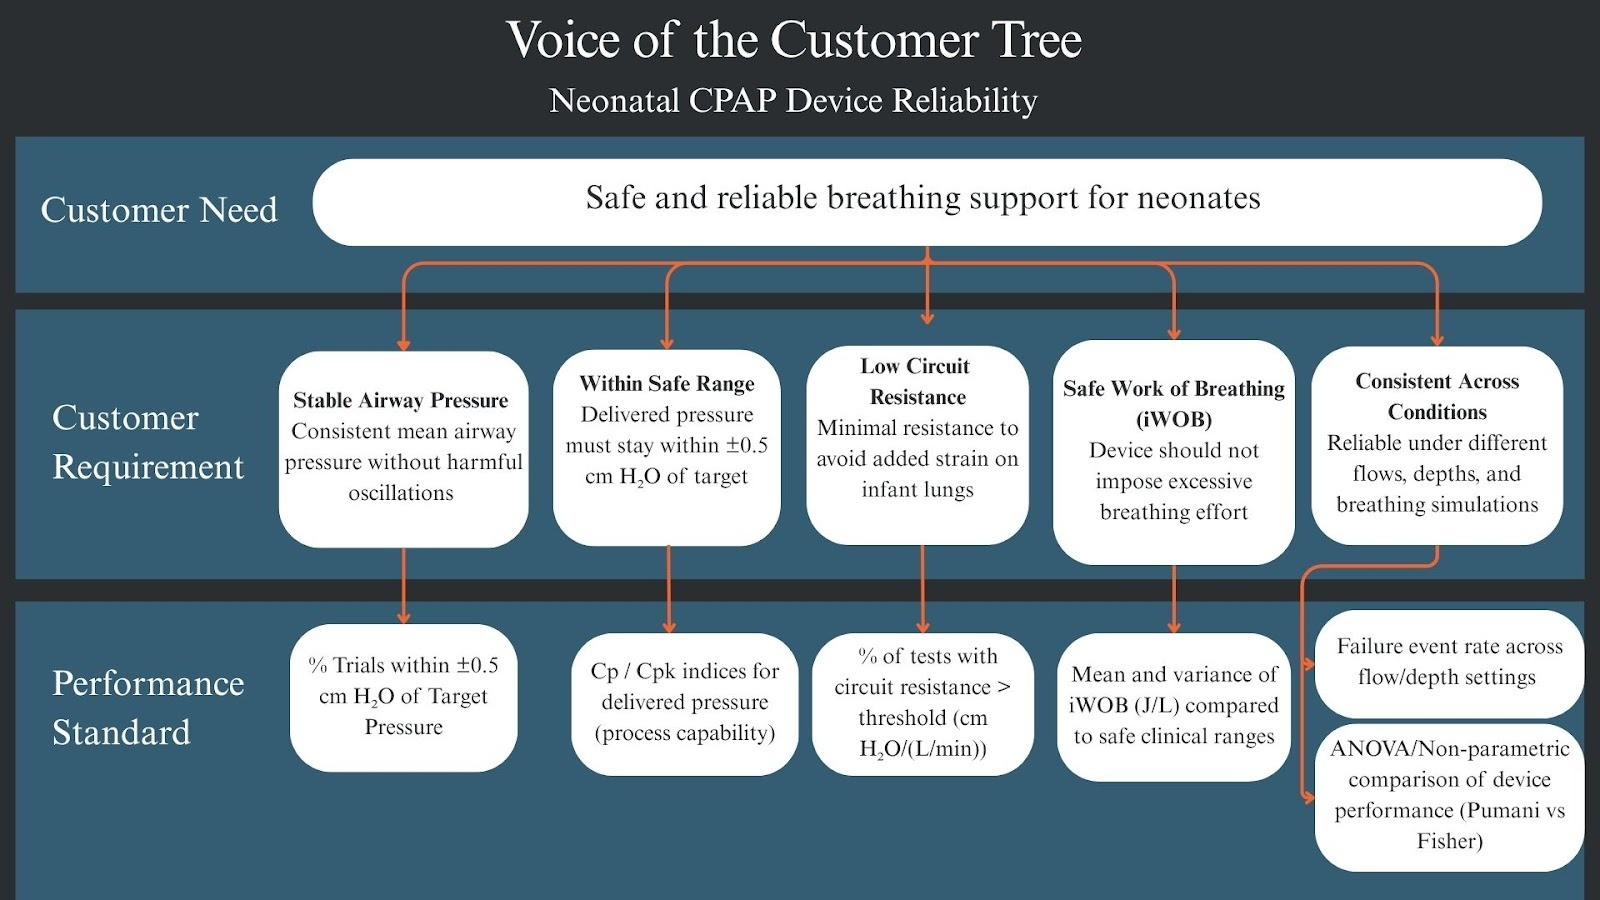 Voice of the Customer Tree
Neonatal CPAP Device Reliability
Customer Need
Safe and reliable breathing support for neonates
Customer
Requirement
Stable Airway Pressure
Consistent mean airway
pressure without harmful
oscillations
Within Safe Range
Delivered pressure
must stay within ±0.5
cm H₂O of target
Low Circuit
Resistance
Minimal resistance to
avoid added strain on
infant lungs
Safe Work of Breathing
(iWOB)
Device should not
impose excessive
breathing effort
Consistent Across
Conditions
Reliable under different
flows, depths, and
breathing simulations
Performance
Standard
% Trials within ±0.5
cm H₂O of Target
Pressure
Cp / Cpk indices for
delivered pressure
(process capability)
% of tests with
circuit resistance >
threshold (cm
H₂O/(L/min))
Mean and variance of
iWOB (J/L) compared
to safe clinical ranges
Failure event rate across
flow/depth settings
ANOVA/Non-parametric
comparison of device
performance (Pumani vs
Fisher)